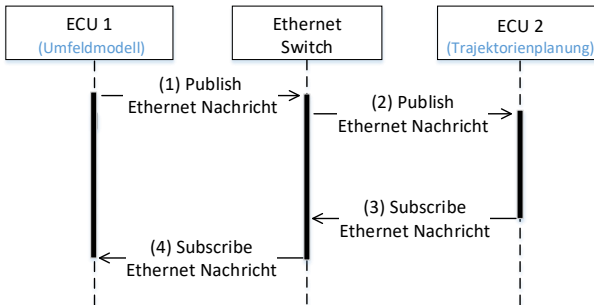 ECU 1
(Umfeldmodell)
Ethernet
Switch
ECU 2
(Trajektorienplanung)
(1) Publish
Ethernet Nachricht
(2) Publish
Ethernet Nachricht
(3) Subscribe
Ethernet Nachricht
(4) Subscribe
Ethernet Nachricht